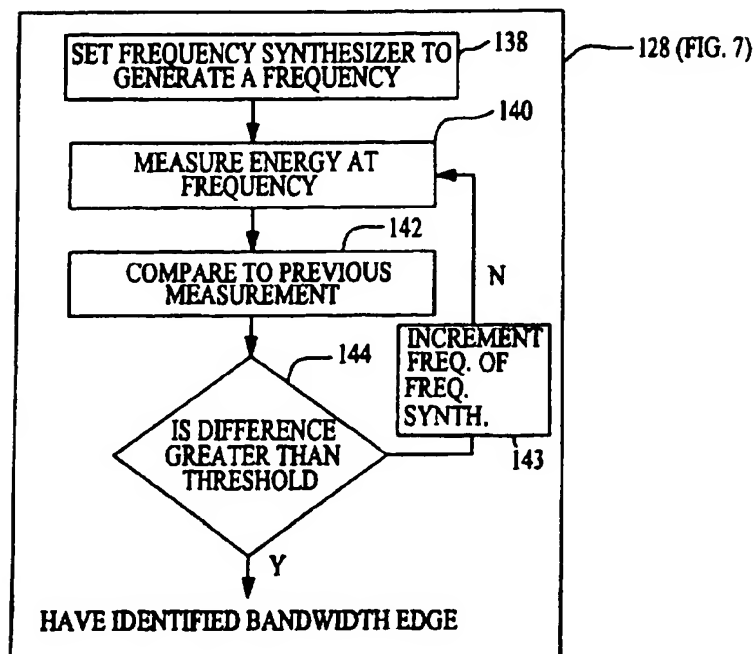 SET FREQUENCY SYNTHESIZER TO
GENERATE A FREQUENCY
138
128 (FIG. 7)
140
MEASURE ENERGY AT
FREQUENCY
142
COMPARE TO PREVIOUS
MEASUREMENT
N
144
INCREMENT
FREQ. OF
FREQ.
SYNTH.
143
IS DIFFERENCE
GREATER THAN
THRESHOLD
Y
HAVE IDENTIFIED BANDWIDTH EDGE